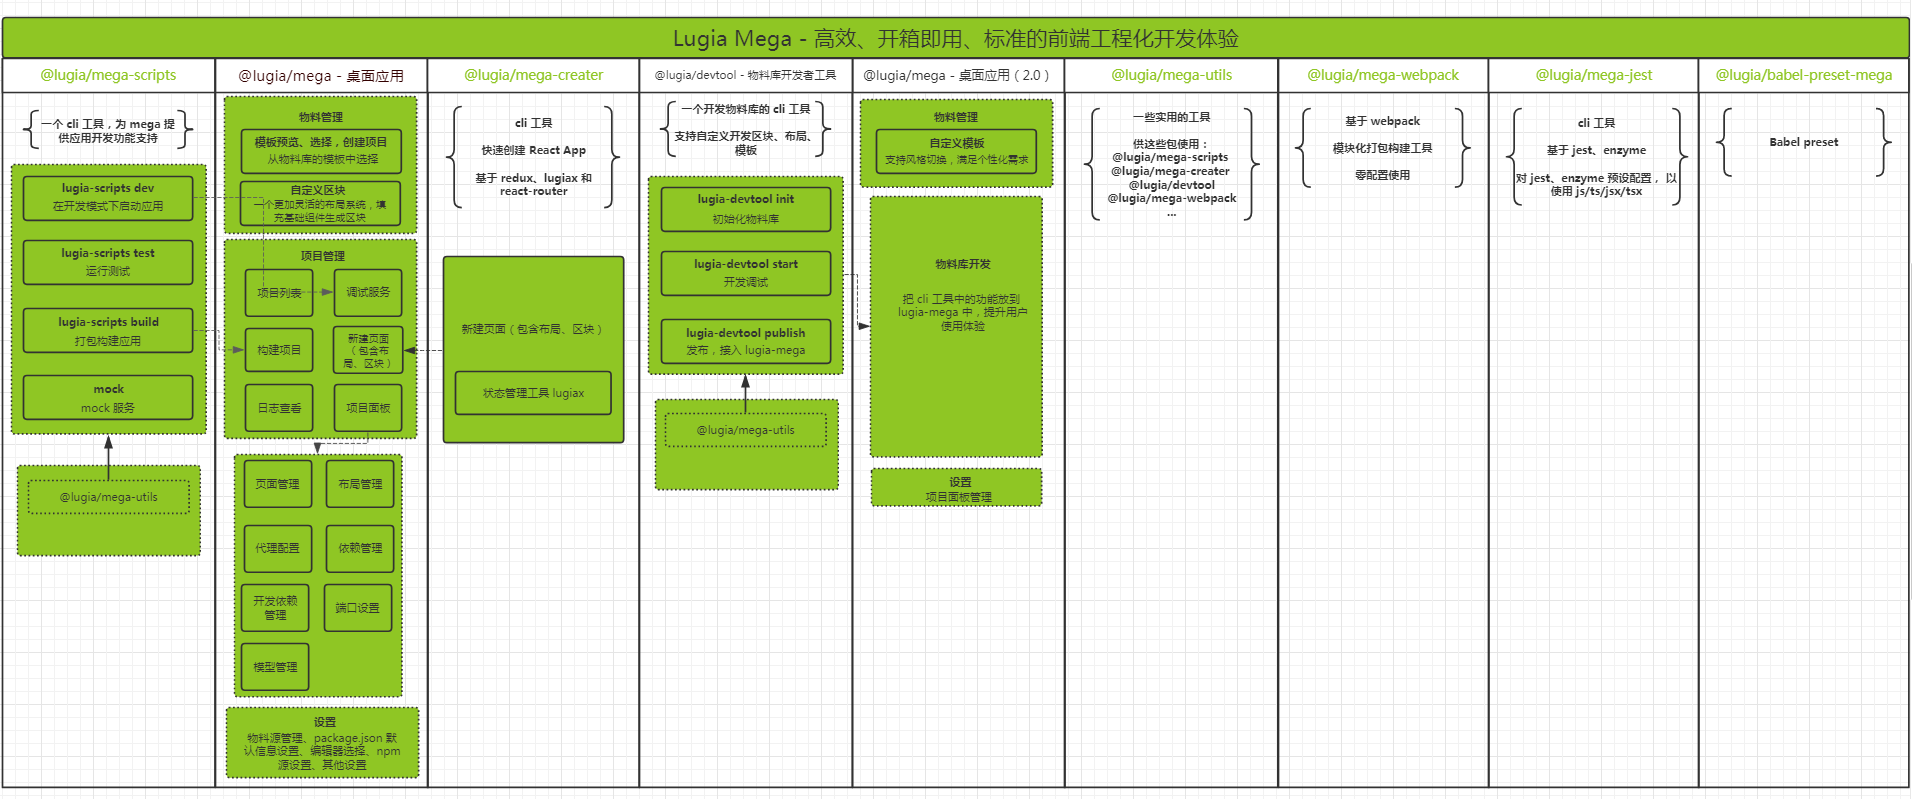 Lugia Mega - 高效、开箱即用、标准的前端工程化开发体验
@lugia/mega-scripts
一个 cli 工具，为 mega 提
供应用开发功能支持
lugia-scripts dev
在开发模式下启动应用
lugia-scripts test
运行测试
lugia-scripts build
打包构建应用
mock
mock 服务
@lugia/mega-utils
@lugia/mega - 桌面应用
物料管理
模板预览、选择，创建项目
从物料库的模板中选择
自定义区块
一个更加灵活的布局系统，填
充基础组件生成区块
项目管理
项目列表
调试服务
构建项目
新建页面
（包含布
局、区块）
日志查看
项目面板
页面管理
布局管理
代理配置
依赖管理
开发依赖
管理
端口设置
模型管理
设置
物料源管理、package.json 默
认信息设置、编辑器选择、npm
源设置、其他设置
@lugia/mega-creater
cli 工具
快速创建 React App
基于 redux、lugiax 和
react-router
新建页面（包含布局、区块）
状态管理工具 lugiax
@lugia/devtool - 物料库开发者工具
一个开发物料库的 cli 工具
支持自定义开发区块、布局、
模板
lugia-devtool init
初始化物料库
lugia-devtool start
开发调试
lugia-devtool publish
发布，接入 lugia-mega
@lugia/mega-utils
@lugia/mega - 桌面应用（2.0）
物料管理
自定义模板
支持风格切换，满足个性化需求
物料库开发
把 cli 工具中的功能放到
lugia-mega 中，提升用户
使用体验
设置
项目面板管理
@lugia/mega-utils
一些实用的工具
供这些包使用：
@lugia/mega-scripts
@lugia/mega-creater
@lugia/devtool
@lugia/mega-webpack
...
@lugia/mega-webpack
基于 webpack
模块化打包构建工具
零配置使用
@lugia/mega-jest
cli 工具
基于 jest、enzyme
对 jest、enzyme 预设配置， 以
使用 js/ts/jsx/tsx
@lugia/babel-preset-mega
Babel preset